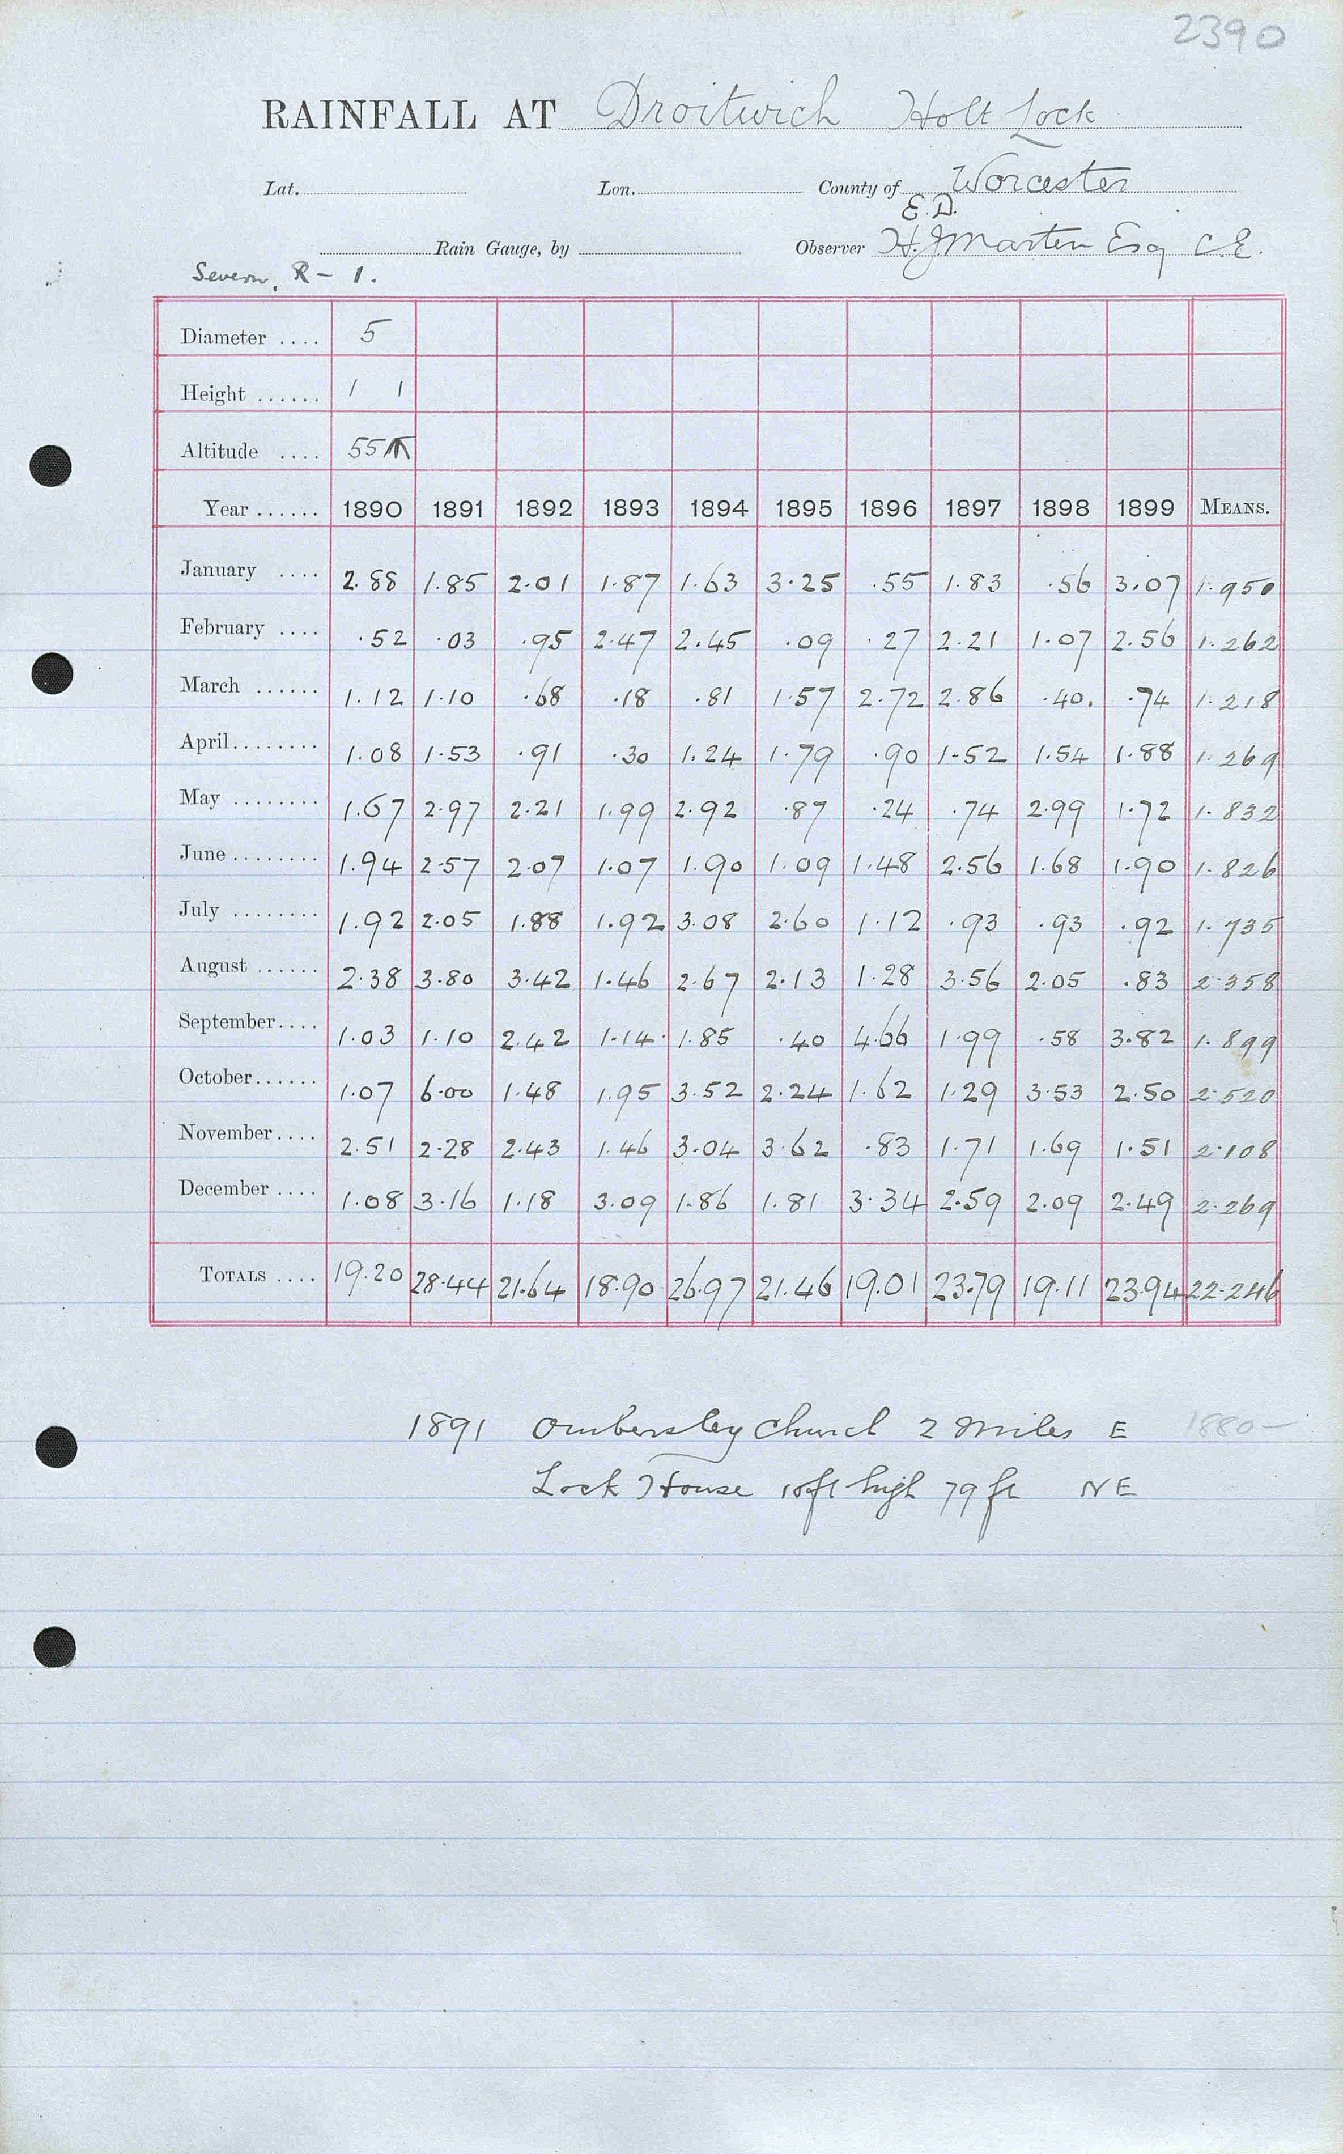 2390
RAINFALL AT Droitwich Holt Lock
Lat. Lon. County of Worcester
E.D.
Rain Gauge, by Observer H. J Marten Esq C.E.
Severn, R - 1.
Diameter .... 5
Height ...... 1 1
Altitude .... 55
Year ...... 1890 1891 1892 1893 1894 1895 1896 1897 1898 1899 MEANS.
January .... 2.88 1.85 2.01 1.87 1.63 3.25 .55 1.83 .56 3.07 1.950
February .... .52 .03 .95 2.47 2.45 .09 .27 2.21 1.07 2.56 1.262
March ...... 1.12 1.10 .68 .18 .81 1.57 2.72 2.86 .40. .74 1.218
April........ 1.08 1.53 .91 .30 1.24 1.79 .90 1.52 1.54 1.88 1.269
May ........ 1.67 2.97 2.21 1.99 2.92 .87 .24 .74 2.99 1.72 1.832
June ........ 1.94 2.57 2.07 1.07 1.90 1.09 1.48 2.56 1.68 1.90 1.826
July ........ 1.92 2.05 1.88 1.92 3.08 2.60 1.12 .93 .93 .92 1.735
August ...... 2.38 3.80 3.42 1.46 2.67 2.13 1.28 3.56 2.05 .83 2.358
September.... 1.03 1.10 2.42 1.14 1.85 .40 4.66 1.99 .58 3.82 1.899
October...... 1.07 6.00 1.48 1.95 3.52 2.24 1.62 1.29 3.53 2.50 2.520
November.... 2.51 2.28 2.43 1.46 3.04 3.62 .83 1.71 1.69 1.51 2.108
December .... 1.08 3.16 1.18 3.09 1.86 1.81 3.34 2.59 2.09 2.49 2.269
TOTALS .... 19.20 28.44 21.64 18.90 26.97 21.46 19.01 23.79 19.11 23.94 22.246
1891 Ombersley Church 2 Miles E 1880-
Lock House 10ft high 79 ft NE